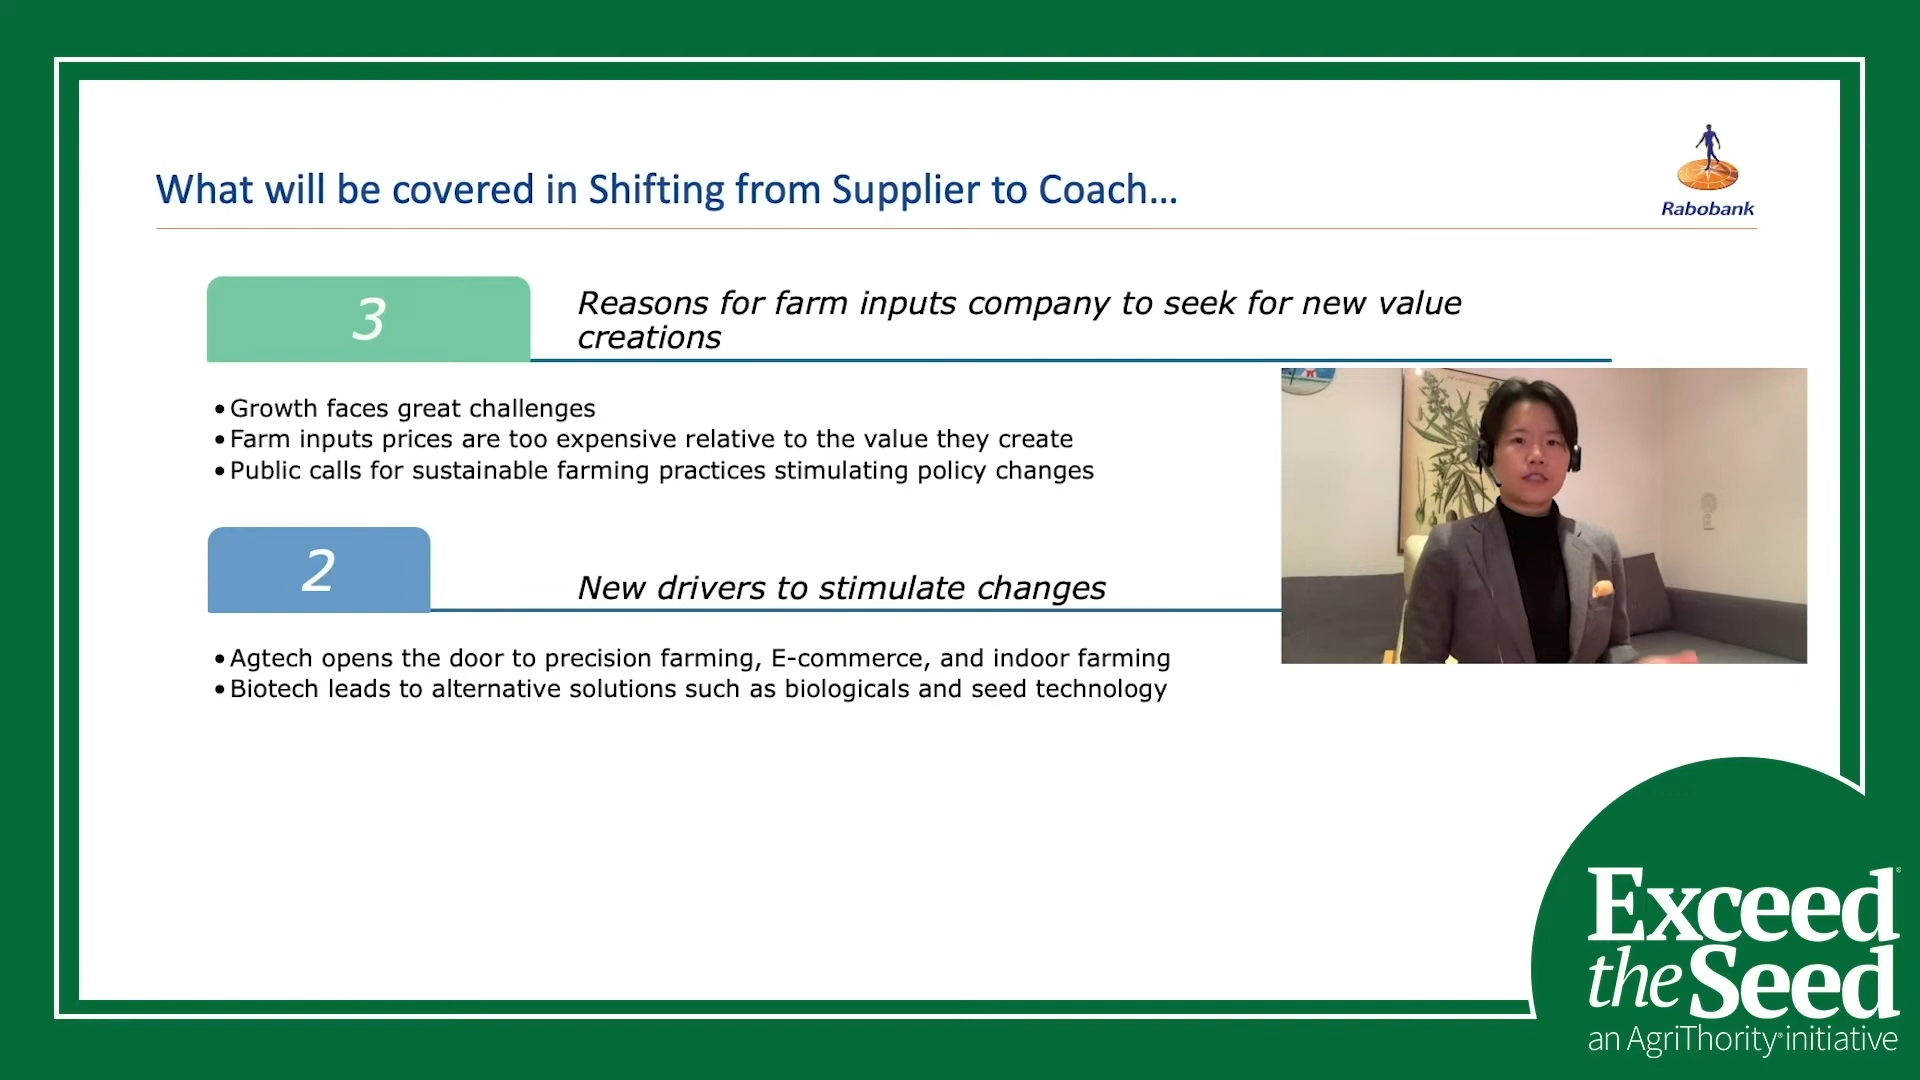 What will be covered in Shifting from Supplier to Coach...
Rabobank
3
Reasons for farm inputs company to seek for new value
creations
•Growth faces great challenges
•Farm inputs prices are too expensive relative to the value they create
•Public calls for sustainable farming practices stimulating policy changes
2
New drivers to stimulate changes
•Agtech opens the door to precision farming, E-commerce, and indoor farming
•Biotech leads to alternative solutions such as biologicals and seed technology
Exceed
the Seed
an AgriThority® initiative